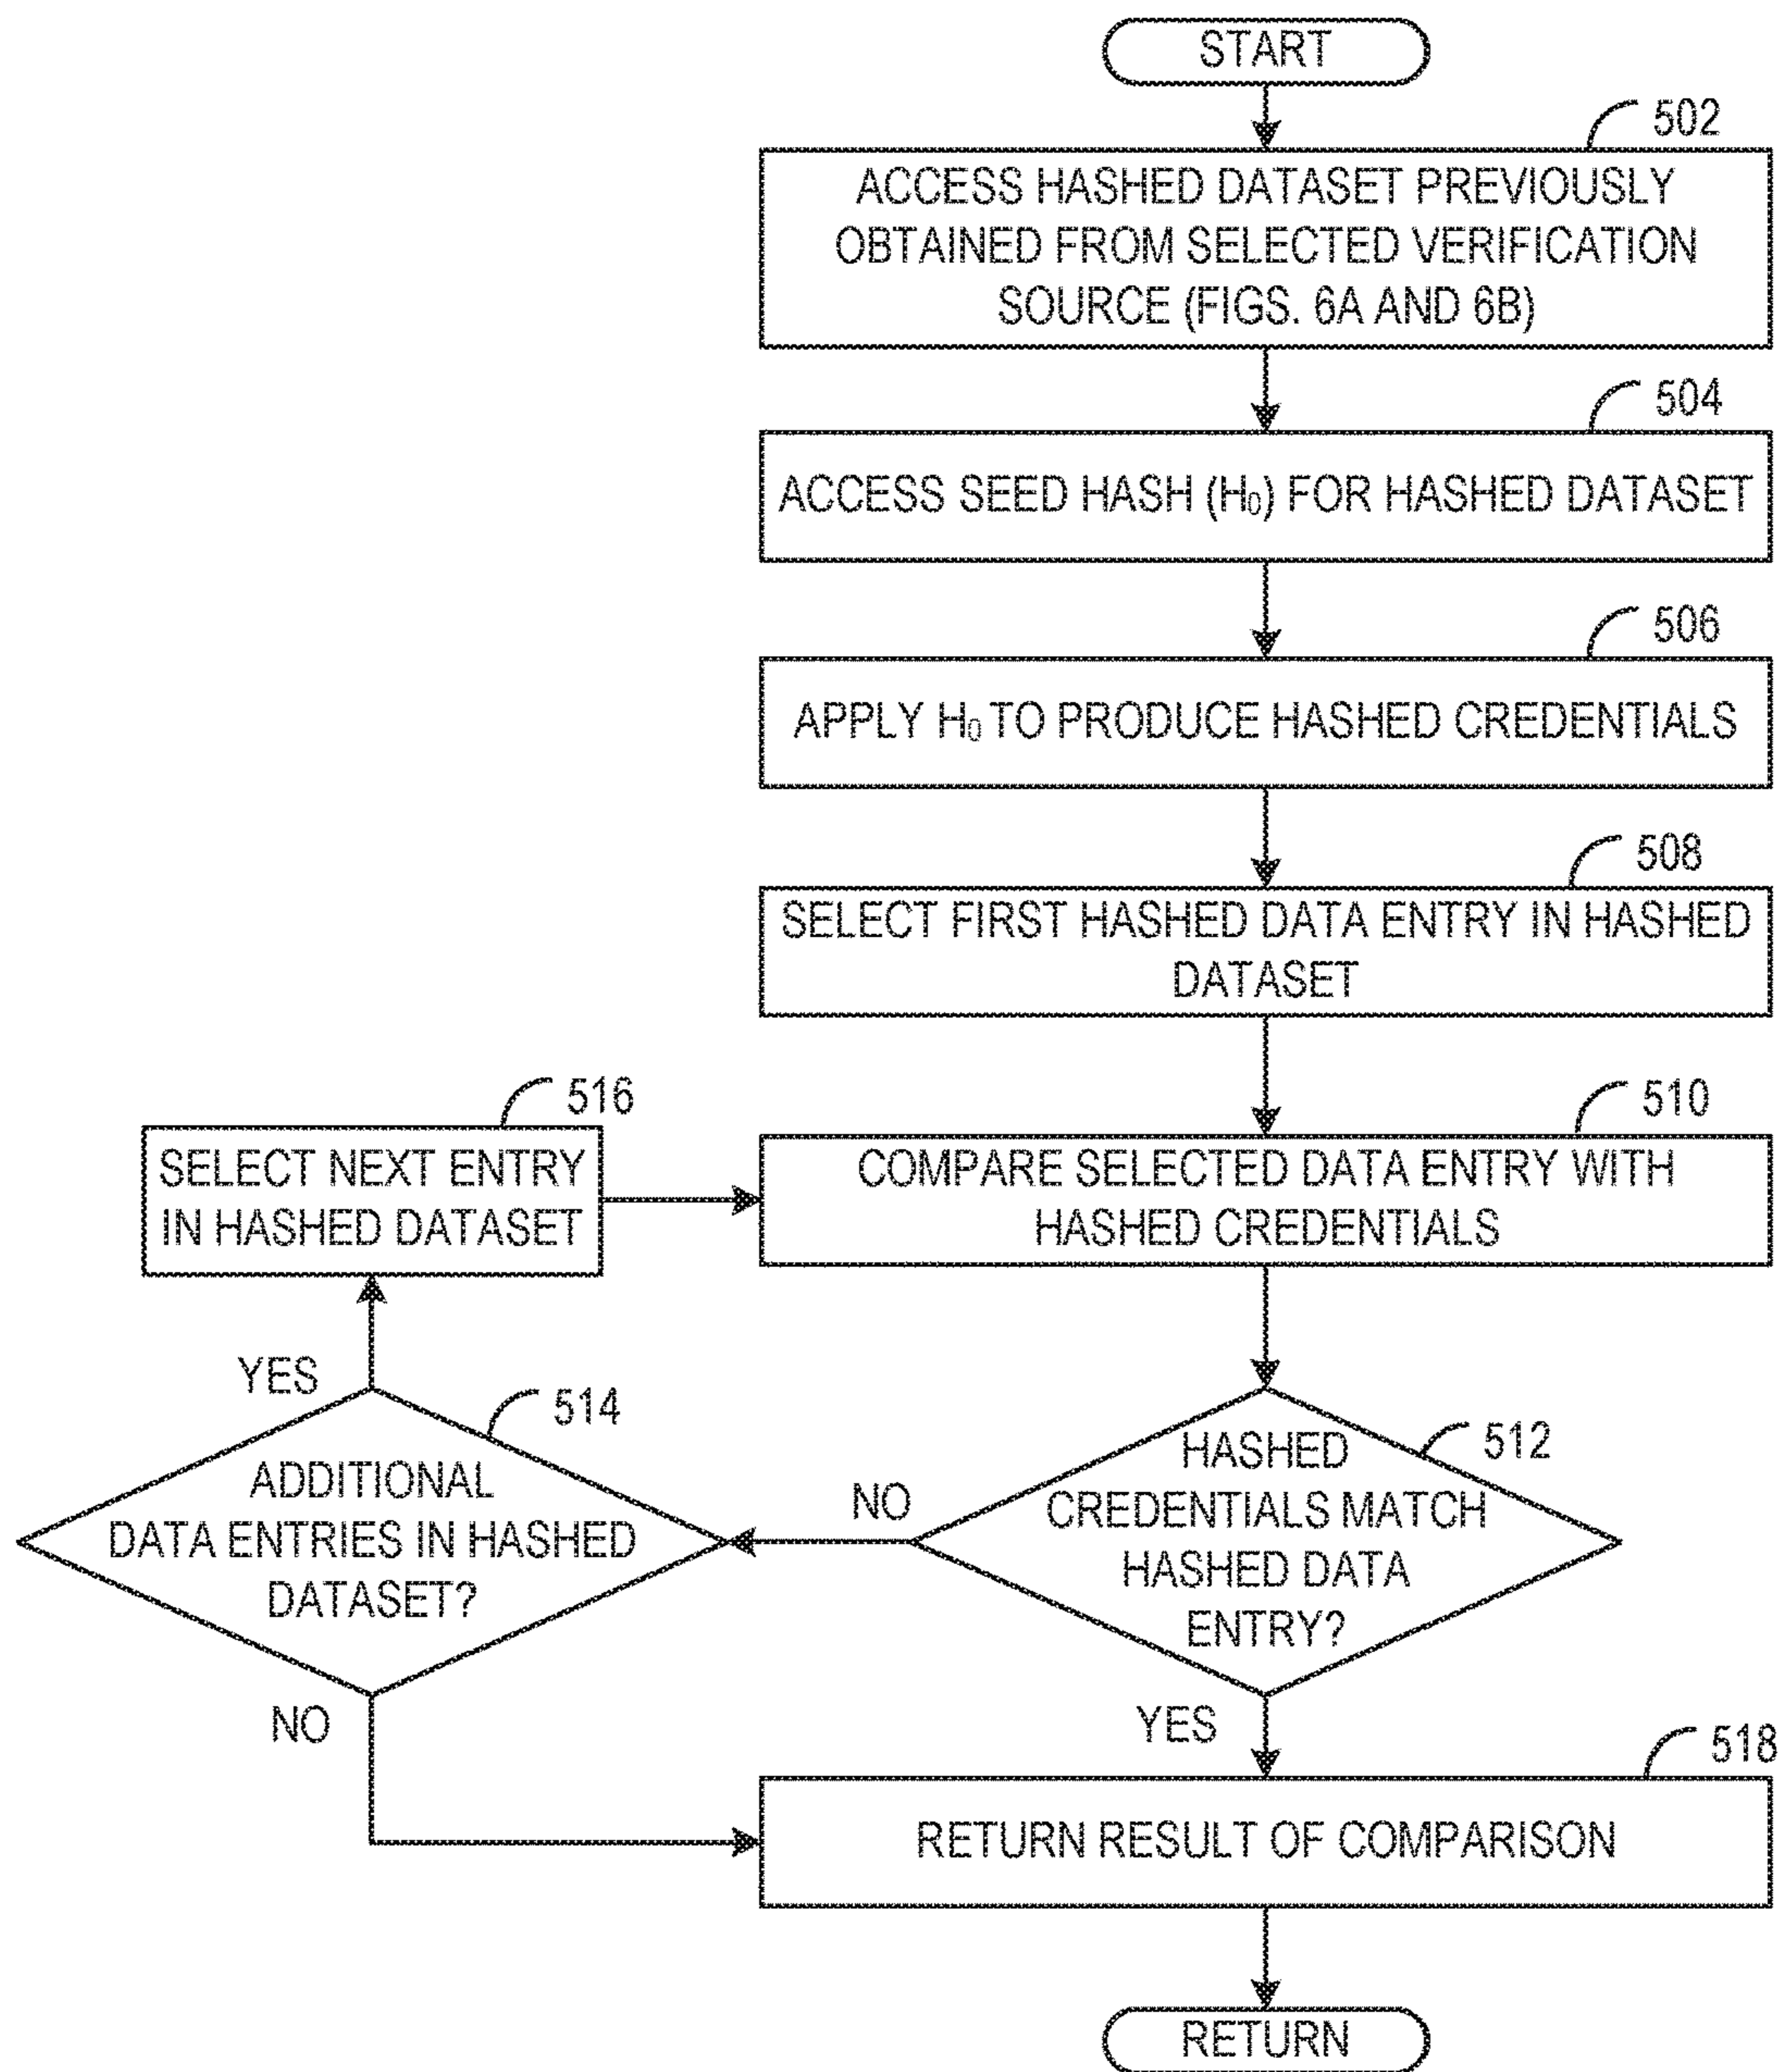 START
502
ACCESS HASHED DATASET PREVIOUSLY
OBTAINED FROM SELECTED VERIFICATION
SOURCE (FIGS. 6A AND 6B)
504
ACCESS SEED HASH (H₀) FOR HASHED DATASET
506
APPLY H₀ TO PRODUCE HASHED CREDENTIALS
508
SELECT FIRST HASHED DATA ENTRY IN HASHED
DATASET
516
SELECT NEXT ENTRY
IN HASHED DATASET
510
COMPARE SELECTED DATA ENTRY WITH
HASHED CREDENTIALS
YES
514
ADDITIONAL
DATA ENTRIES IN HASHED
DATASET?
NO
512
HASHED
CREDENTIALS MATCH
HASHED DATA
ENTRY?
NO
YES
518
RETURN RESULT OF COMPARISON
RETURN